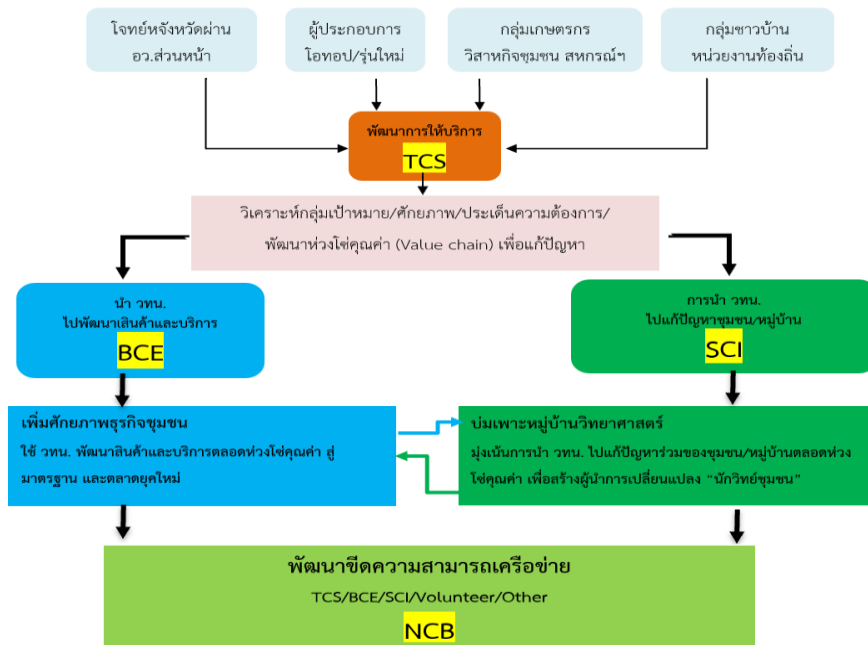 โจทย์หจังหวัดผ่าน
อว.ส่วนหน้า
ผู้ประกอบการ
โอทอป/รุ่นใหม่
กลุ่มเกษตรกร
วิสาหกิจชุมชน สหกรณ์ฯ
กลุ่มชาวบ้าน
หน่วยงานท้องถิ่น
พัฒนาการให้บริการ
TCS
วิเคราะห์กลุ่มเป้าหมาย/ศักยภาพ/ประเด็นความต้องการ/
พัฒนาห่วงโซ่คุณค่า (Value chain) เพื่อแก้ปัญหา
นำ วทน.
ไปพัฒนาเสินค้าและบริการ
BCE
การนำ วทน.
ไปแก้ปัญหาชุมชน/หมู่บ้าน
SCI
เพิ่มศักยภาพธุรกิจชุมชน
ใช้ วทน. พัฒนาสินค้าและบริการตลอดห่วงโซ่คุณค่า สู่
มาตรฐาน และตลาดยุคใหม่
บ่มเพาะหมู่บ้านวิทยาศาสตร์
มุ่งเน้นการนำ วทน. ไปแก้ปัญหาร่วมของชุมชน/หมู่บ้านตลอดห่วง
โซ่คุณค่า เพื่อสร้างผู้นำการเปลี่ยนแปลง “นักวิทย์ชุมชน”
พัฒนาขีดความสามารถเครือข่าย
TCS/BCE/SCI/Volunteer/Other
NCB